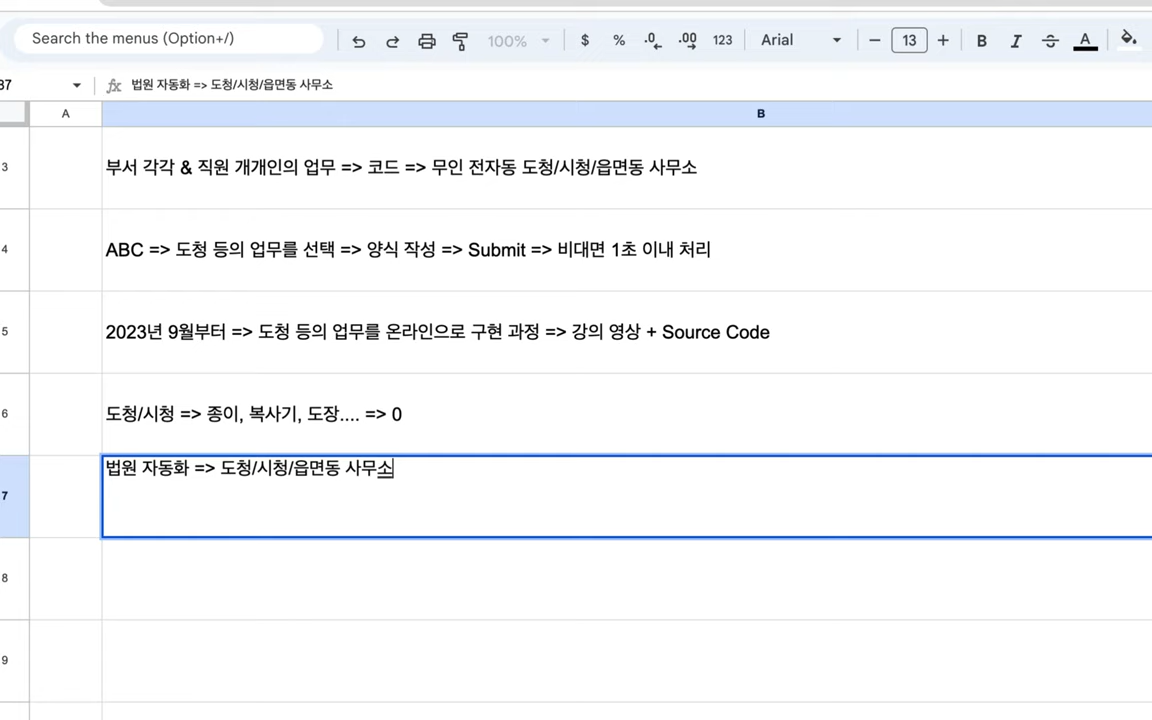 Search the menus (Option+/)
100%
$ % .0 .00 123
Arial
13
B I S A
37
fx 법원 자동화 => 도청/시청/읍면동 사무소
A B
3 부서 각각 & 직원 개개인의 업무 => 코드 => 무인 전자동 도청/시청/읍면동 사무소
4 ABC => 도청 등의 업무를 선택 => 양식 작성 => Submit => 비대면 1초 이내 처리
5 2023년 9월부터 => 도청 등의 업무를 온라인으로 구현 과정 => 강의 영상 + Source Code
6 도청/시청 => 종이, 복사기, 도장.... => 0
7 법원 자동화 => 도청/시청/읍면동 사무소
8
9